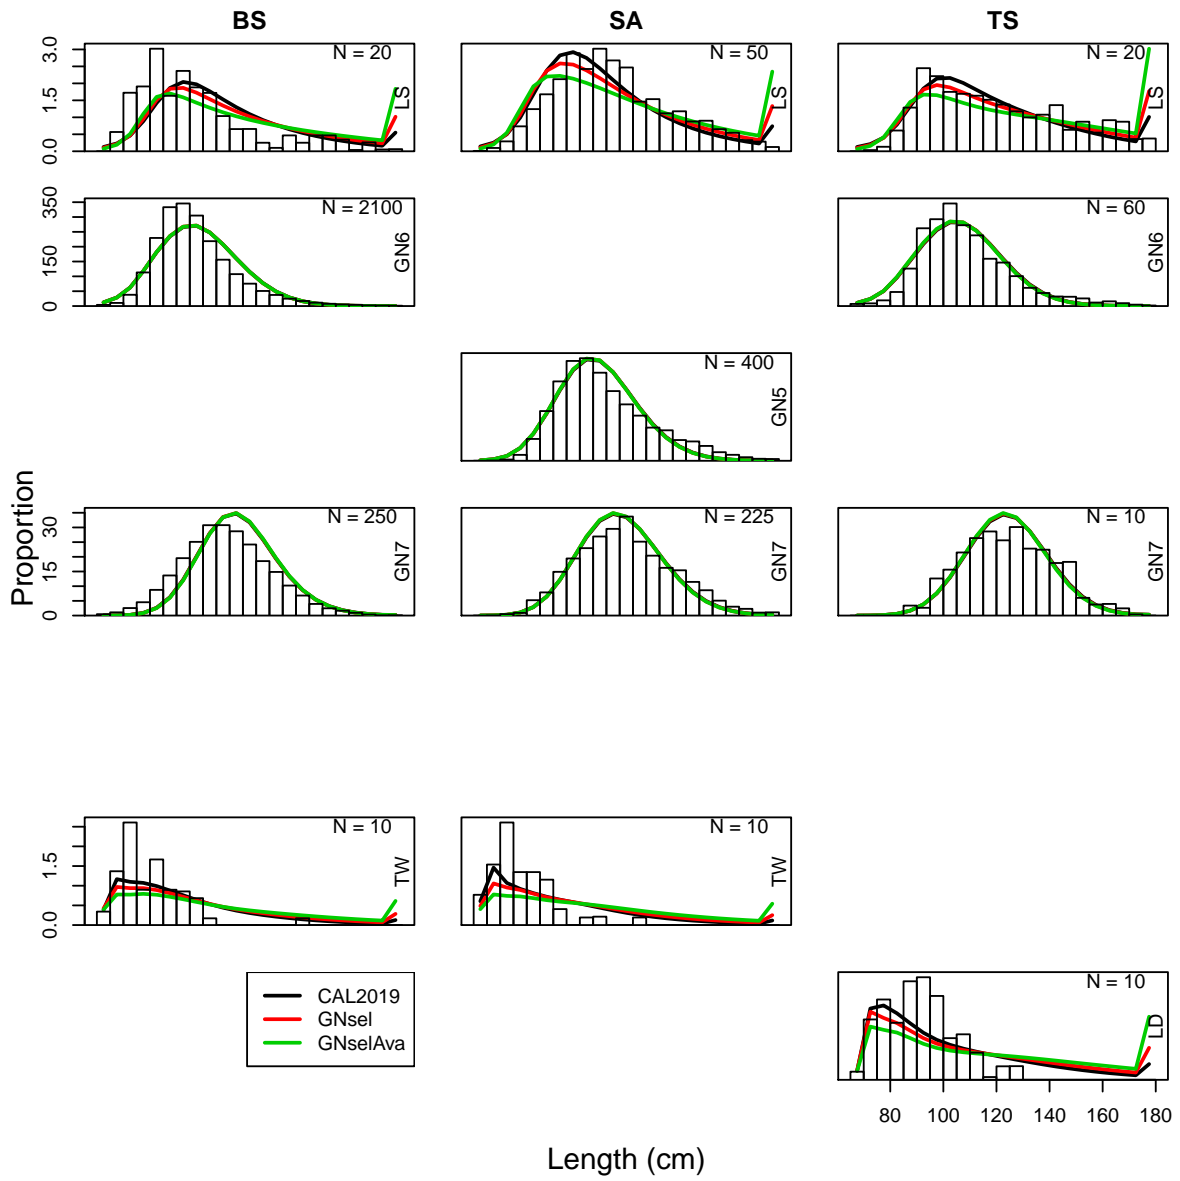 BS
SA
TS
0.0 1.5 3.0
N = 20
LS
N = 50
LS
N = 20
LS
0 150 350
N = 2100
GN6
N = 60
GN6
N = 400
GN5
Proportion
0 15 30
N = 250
GN7
N = 225
GN7
N = 10
GN7
0.0 1.5
N = 10
TW
N = 10
TW
CAL2019
GNsel
GNselAva
N = 10
LD
80 100 120 140 160 180
Length (cm)